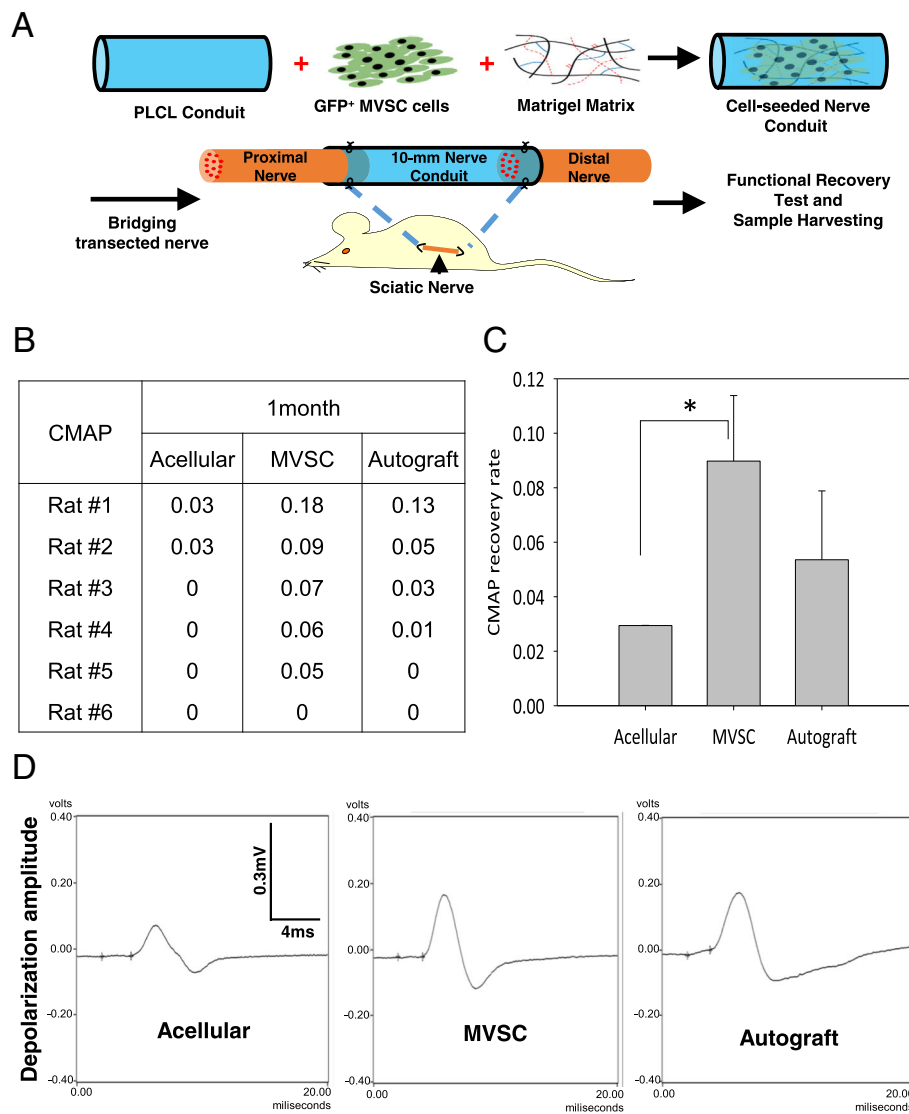 A
+
+
PLCL Conduit
GFP+ MVSC cells
Matrigel Matrix
Cell-seeded Nerve
Conduit
Proximal
Nerve
10-mm Nerve
Conduit
Distal
Nerve
Bridging
transected nerve
Functional Recovery
Test and
Sample Harvesting
Sciatic Nerve
B
CMAP
1month
Acellular MVSC Autograft
Rat #1 0.03 0.18 0.13
Rat #2 0.03 0.09 0.05
Rat #3 0 0.07 0.03
Rat #4 0 0.06 0.01
Rat #5 0 0.05 0
Rat #6 0 0 0
C
CMAP recovery rate
0.12
0.10
0.08
0.06
0.04
0.02
0.00
*
Acellular MVSC Autograft
D
Depolarization amplitude
volts
0.40
0.20
0.00
-0.20
-0.40
0.3mV
4ms
Acellular
0.00 20.00
miliseconds
volts
0.40
0.20
0.00
-0.20
-0.40
MVSC
0.00 20.00
miliseconds
volts
0.40
0.20
0.00
-0.20
-0.40
Autograft
0.00 20.00
miliseconds